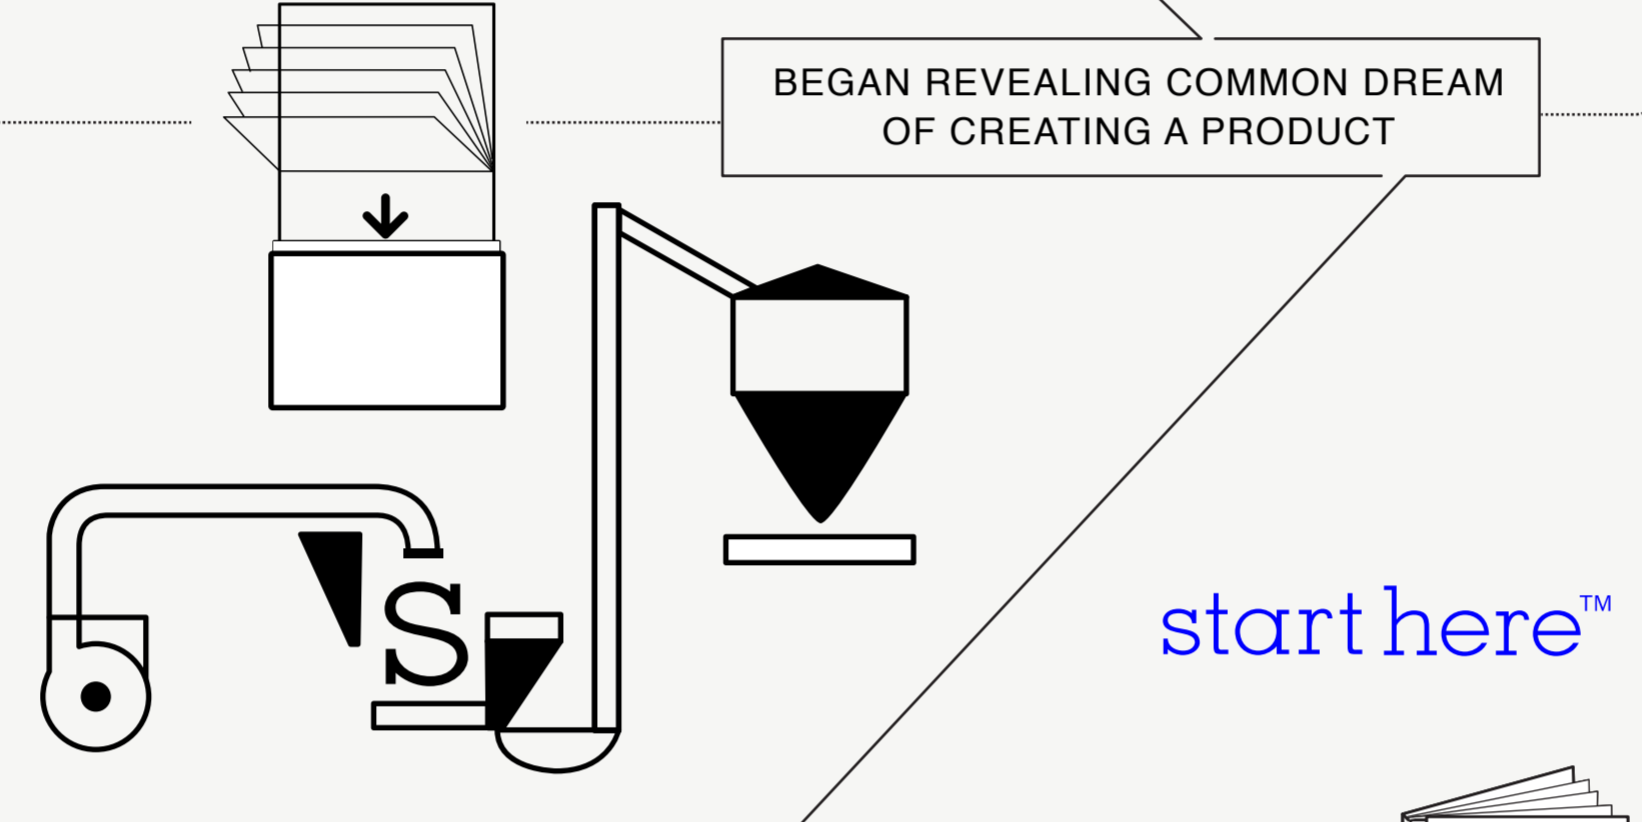 BEGAN REVEALING COMMON DREAM
OF CREATING A PRODUCT
S
start here™